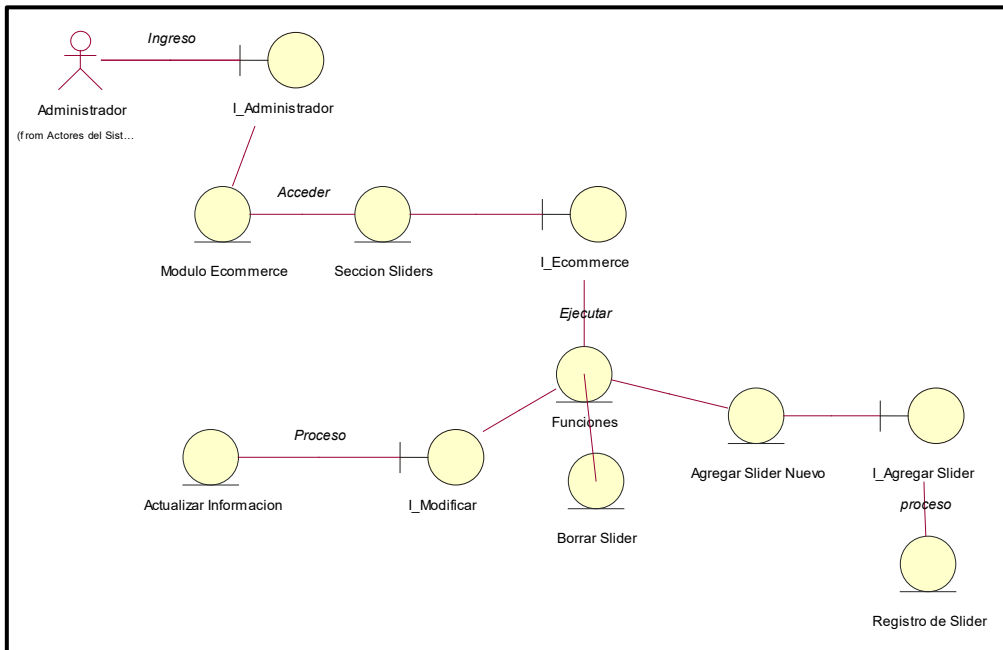 Ingreso
Administrador
(from Actores del Sist...
I_Administrador
Acceder
Modulo Ecommerce
Seccion Sliders
I_Ecommerce
Ejecutar
Funciones
Proceso
Actualizar Informacion
I_Modificar
Borrar Slider
Agregar Slider Nuevo
I_Agregar Slider
proceso
Registro de Slider